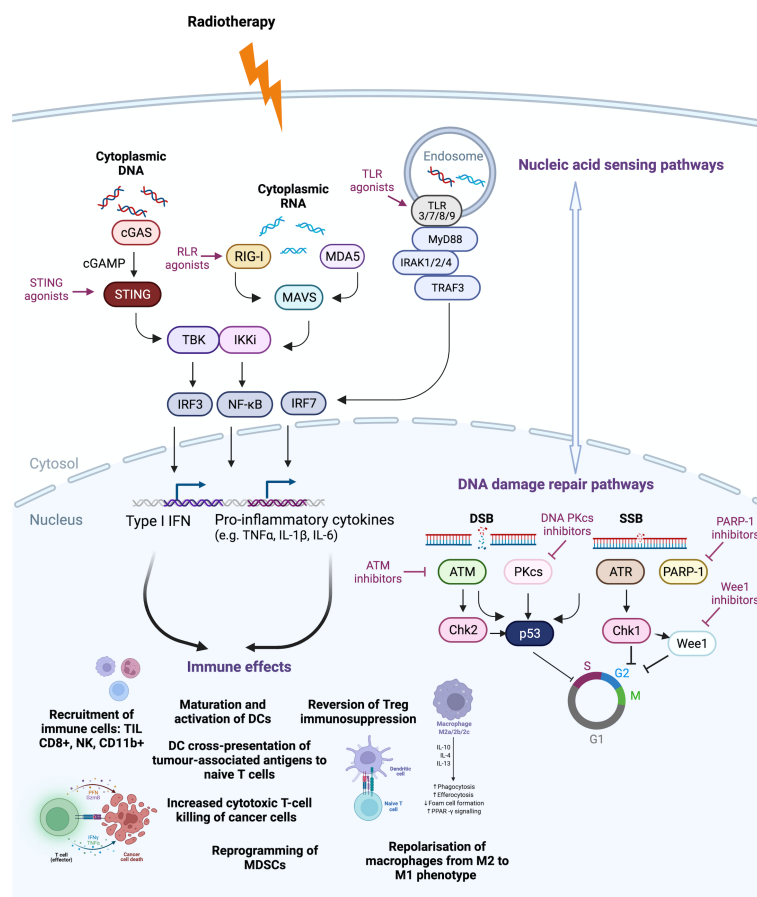 Radiotherapy
Cytoplasmic
DNA
cGAS
cGAMP
STING
agonists
STING
Cytoplasmic
RNA
RLR
agonists
RIG-I
MDA5
MAVS
TLR
agonists
Endosome
TLR
3/7/8/9
MyD88
IRAK1/2/4
TRAF3
Nucleic acid sensing pathways
TBK
IKKi
IRF3
NF-κB
IRF7
Cytosol
Nucleus
Type I IFN
Pro-inflammatory cytokines
(e.g. TNFα, IL-1β, IL-6)
DNA damage repair pathways
DSB
DNA PKcs
inhibitors
SSB
PARP-1
inhibitors
ATM
inhibitors
ATM
PKcs
ATR
PARP-1
Wee1
inhibitors
Chk2
p53
Chk1
Wee1
S
G2
M
G1
Immune effects
Recruitment of
immune cells: TIL
CD8+, NK, CD11b+
Maturation and
activation of DCs
Reversion of Treg
immunosuppression
DC cross-presentation of
tumour-associated antigens to
naive T cells
Increased cytotoxic T-cell
killing of cancer cells
Reprogramming of
MDSCs
Macrophage
M2a/2b/2c
IL-10
IL-4
IL-13
↑Phagocytosis
↑Efferocytosis
↓Foam cell formation
↑PPAR -γ signalling
Dendritic
cell
Naive T
cell
PFN
GzmB
IFNγ
TNFα
T cell
(effector)
Cancer
cell death
Repolarisation of
macrophages from M2 to
M1 phenotype